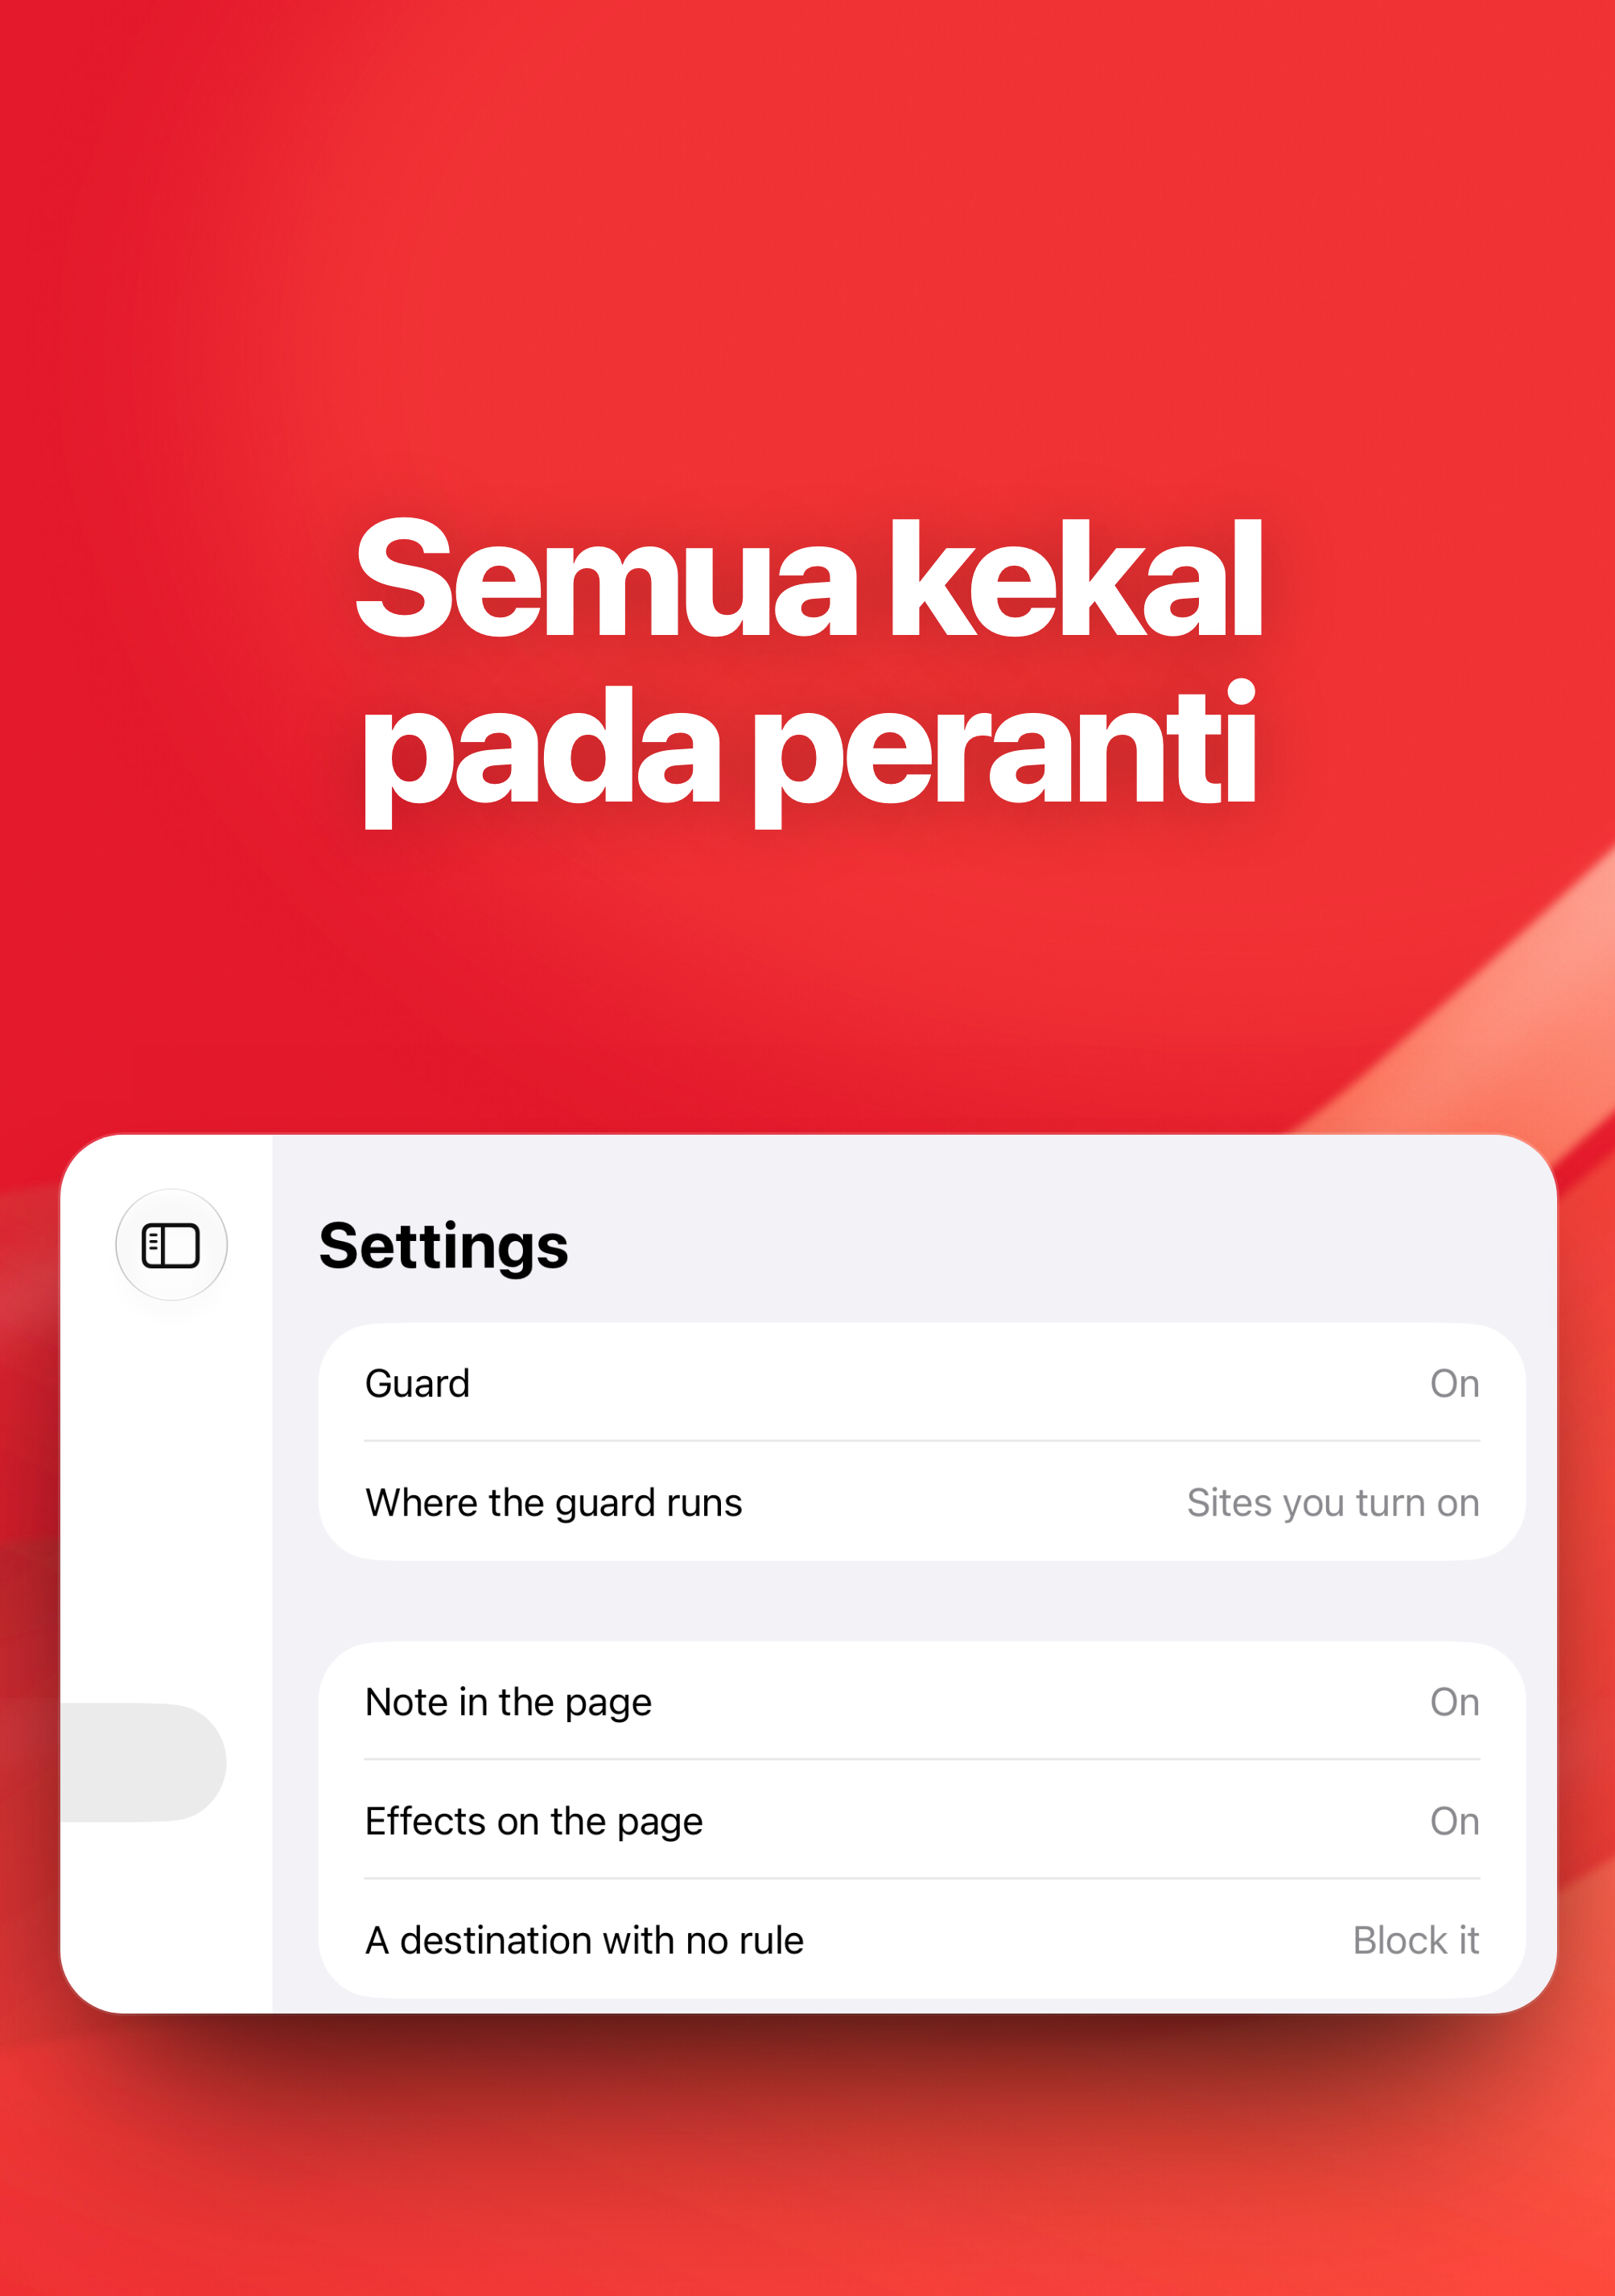 Semua kekal
pada peranti
Settings
Guard On
Where the guard runs Sites you turn on
Note in the page On
Effects on the page On
A destination with no rule Block it